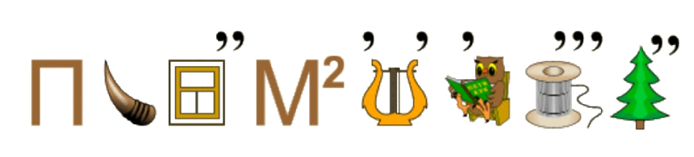 П ,, М² , , , ,,, ,,